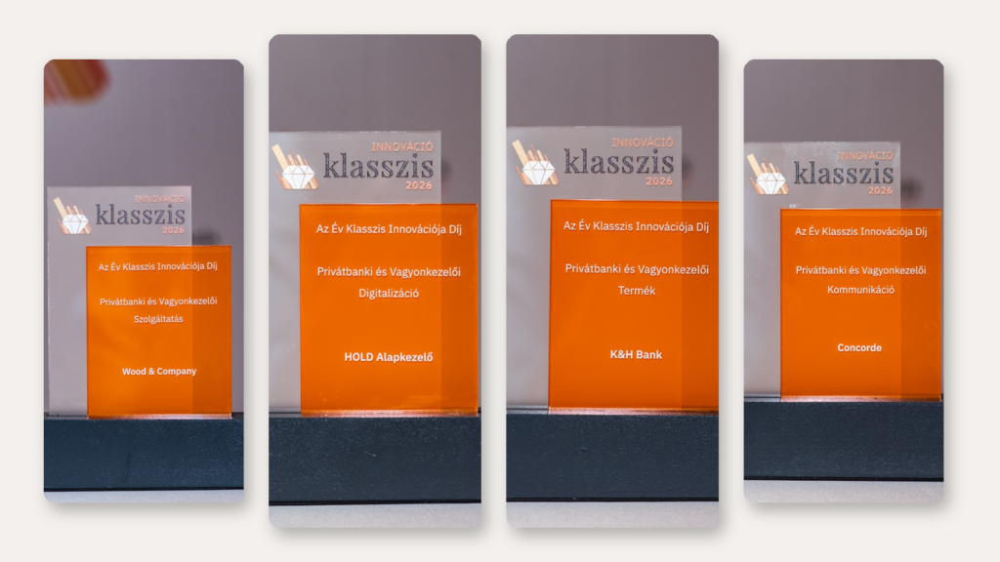 INNOVÁCIÓ
klasszis
2026
Az Év Klasszis Innovációja Díj
Privátbanki és Vagyonkezelői
Szolgáltatás
Wood & Company
INNOVÁCIÓ
klasszis
2026
Az Év Klasszis Innovációja Díj
Privátbanki és Vagyonkezelői
Digitalizáció
HOLD Alapkezelő
INNOVÁCIÓ
klasszis
2026
Az Év Klasszis Innovációja Díj
Privátbanki és Vagyonkezelői
Termék
K&H Bank
INNOVÁCIÓ
klasszis
2026
Az Év Klasszis Innovációja Díj
Privátbanki és Vagyonkezelői
Kommunikáció
Concorde